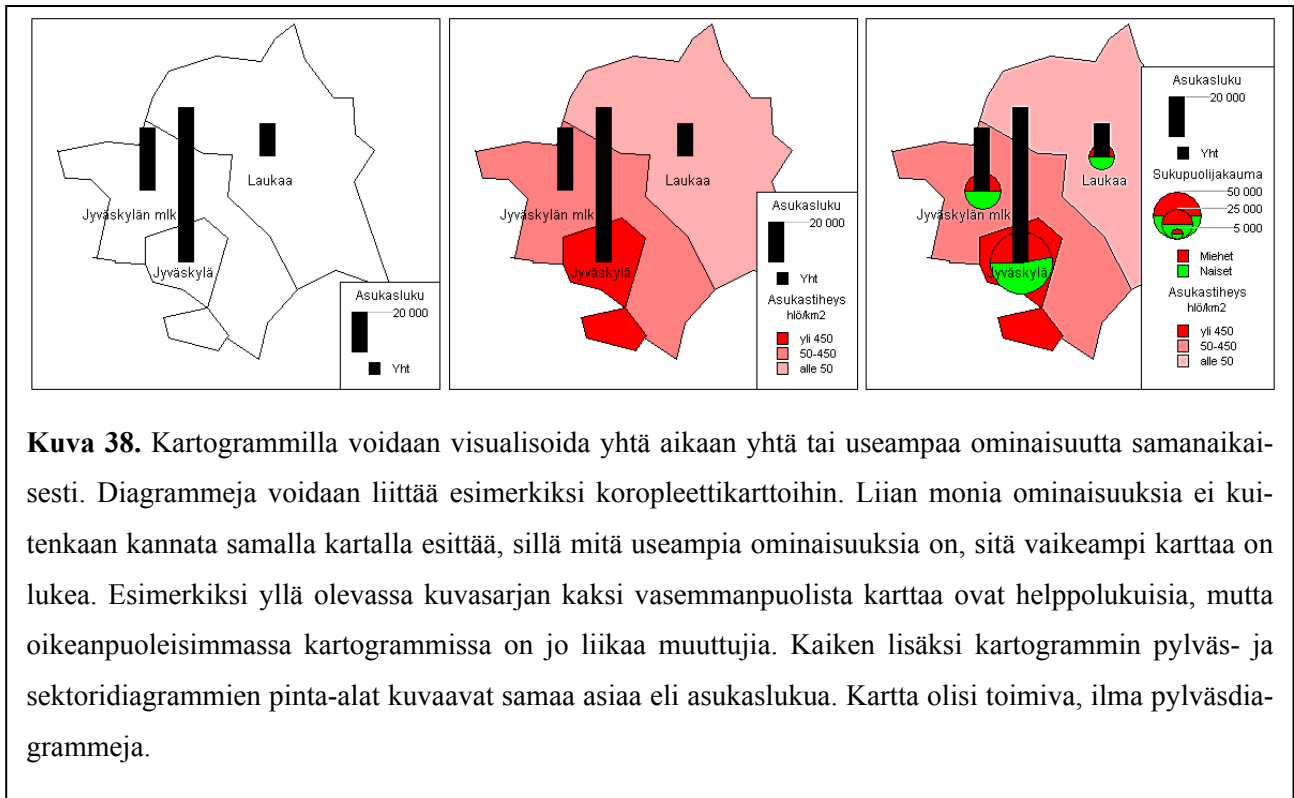 Laukaa
Jyväskylän mlk
Jyväskylä
Asukasluku
20 000
Yht
Laukaa
Jyväskylän mlk
Jyväskylä
Asukasluku
20 000
Yht
Asukastiheys
hlö/km2
yli 450
50-450
alle 50
Laukaa
Jyväskylän mlk
Jyväskylä
Asukasluku
20 000
Yht
Sukupuolijakauma
50 000
25 000
5 000
Miehet
Naiset
Asukastiheys
hlö/km2
yli 450
50-450
alle 50
Kuva 38. Kartogrammilla voidaan visualisoida yhtä aikaan yhtä tai useampaa ominaisuutta samanaikai-
sesti. Diagrammeja voidaan liittää esimerkiksi koropleettikarttoihin. Liian monia ominaisuuksia ei kui-
tenkaan kannata samalla kartalla esittää, sillä mitä useampia ominaisuuksia on, sitä vaikeampi karttaa on
lukea. Esimerkiksi yllä olevassa kuvasarjan kaksi vasemmanpuolista karttaa ovat helppolukuisia, mutta
oikeanpuoleisimmassa kartogrammissa on jo liikaa muuttujia. Kaiken lisäksi kartogrammin pylväs- ja
sektoridiagrammien pinta-alat kuvaavat samaa asiaa eli asukaslukua. Kartta olisi toimiva, ilma pylväsdia-
grammeja.